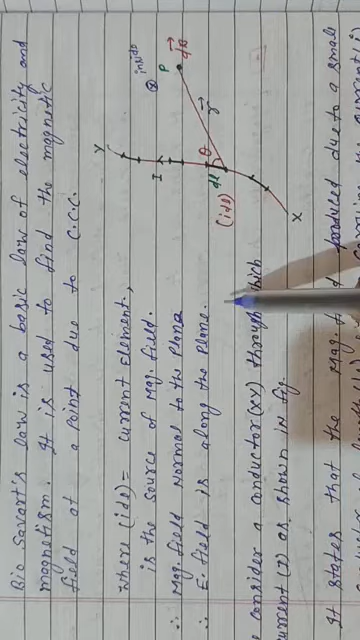 Bio Savart's law is a basic law of electricity and
magnetism. It is used to find the magnetic
field at a point due to C.C.C.
where (idl) = current Element,
is the source of Mag. field.
∴ Mag. field Normal to the Plane
∴ E. field is along the Plane.
Y
I
θ
dl
(idl)
X
r
P
dB
⊗ inside
consider a conductor (XY) through which
current (I) as shown in fig.
It states that the Mag. produced due to a small